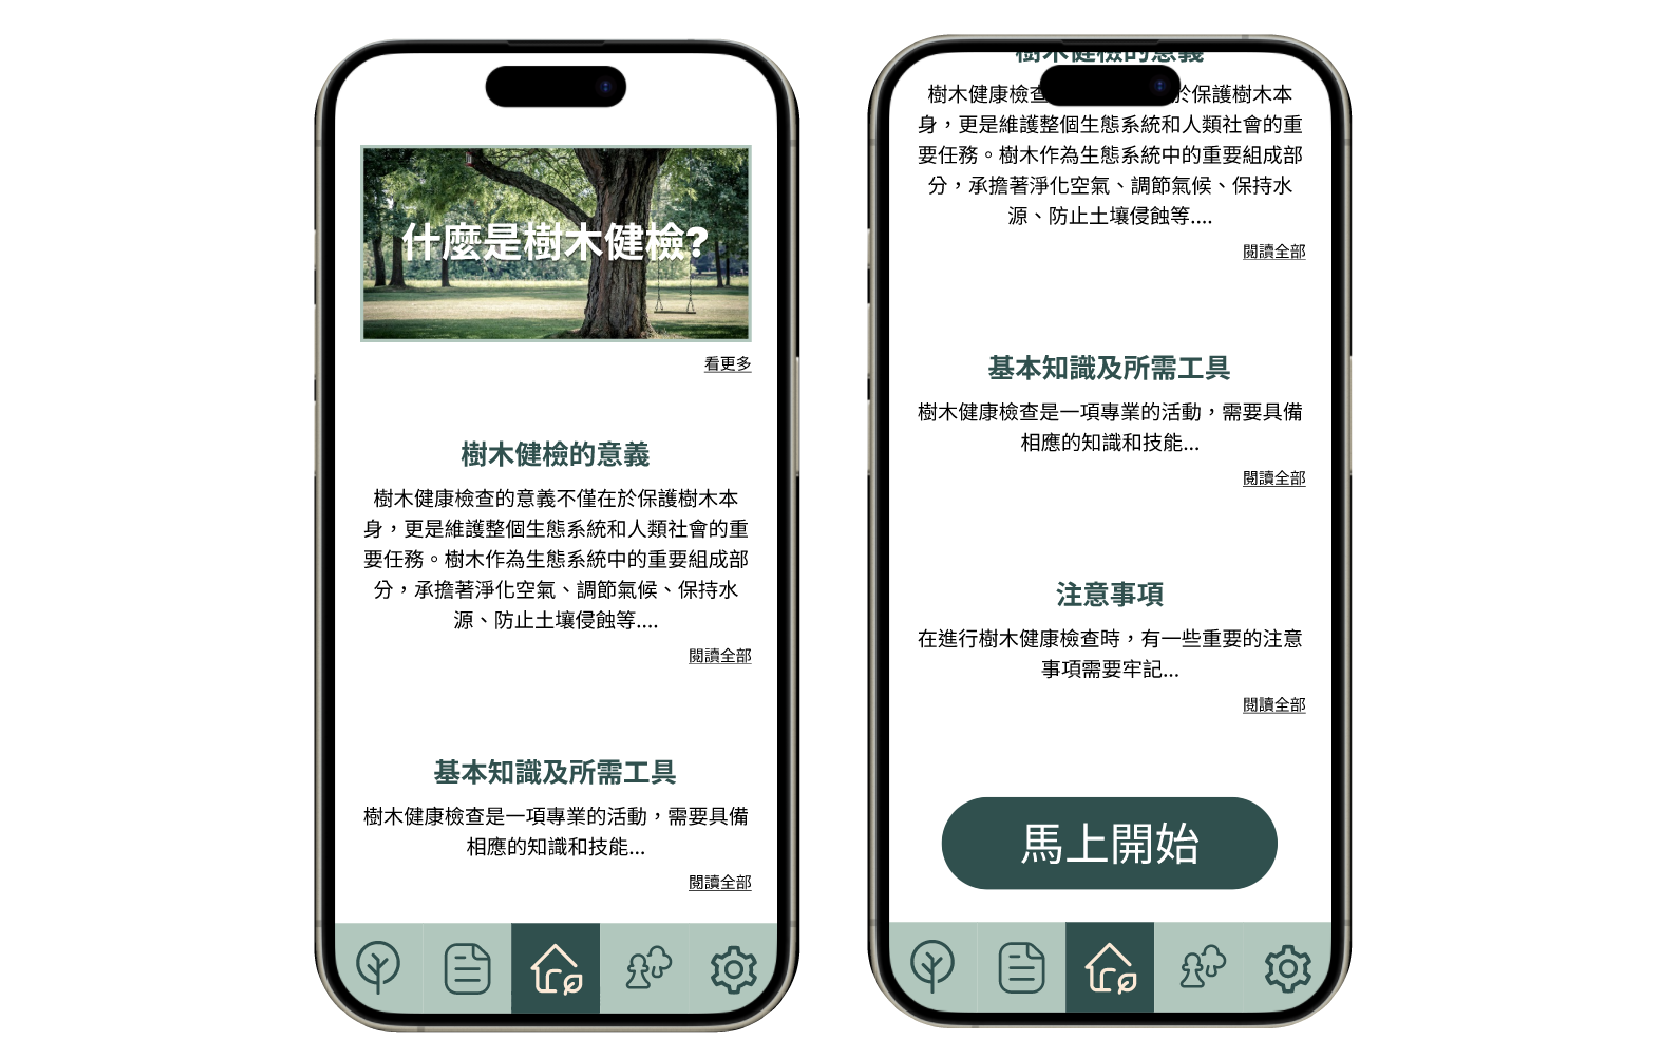 什麼是樹木健檢?
看更多
樹木健檢的意義
樹木健康檢查的意義不僅在於保護樹木本
身，更是維護整個生態系統和人類社會的重
要任務。樹木作為生態系統中的重要組成部
分，承擔著淨化空氣、調節氣候、保持水
源、防止土壤侵蝕等....
閱讀全部
基本知識及所需工具
樹木健康檢查是一項專業的活動，需要具備
相應的知識和技能...
閱讀全部
樹木健檢的意義
樹木健康檢查 於保護樹木本
身，更是維護整個生態系統和人類社會的重
要任務。樹木作為生態系統中的重要組成部
分，承擔著淨化空氣、調節氣候、保持水
源、防止土壤侵蝕等....
閱讀全部
基本知識及所需工具
樹木健康檢查是一項專業的活動，需要具備
相應的知識和技能...
閱讀全部
注意事項
在進行樹木健康檢查時，有一些重要的注意
事項需要牢記...
閱讀全部
馬上開始